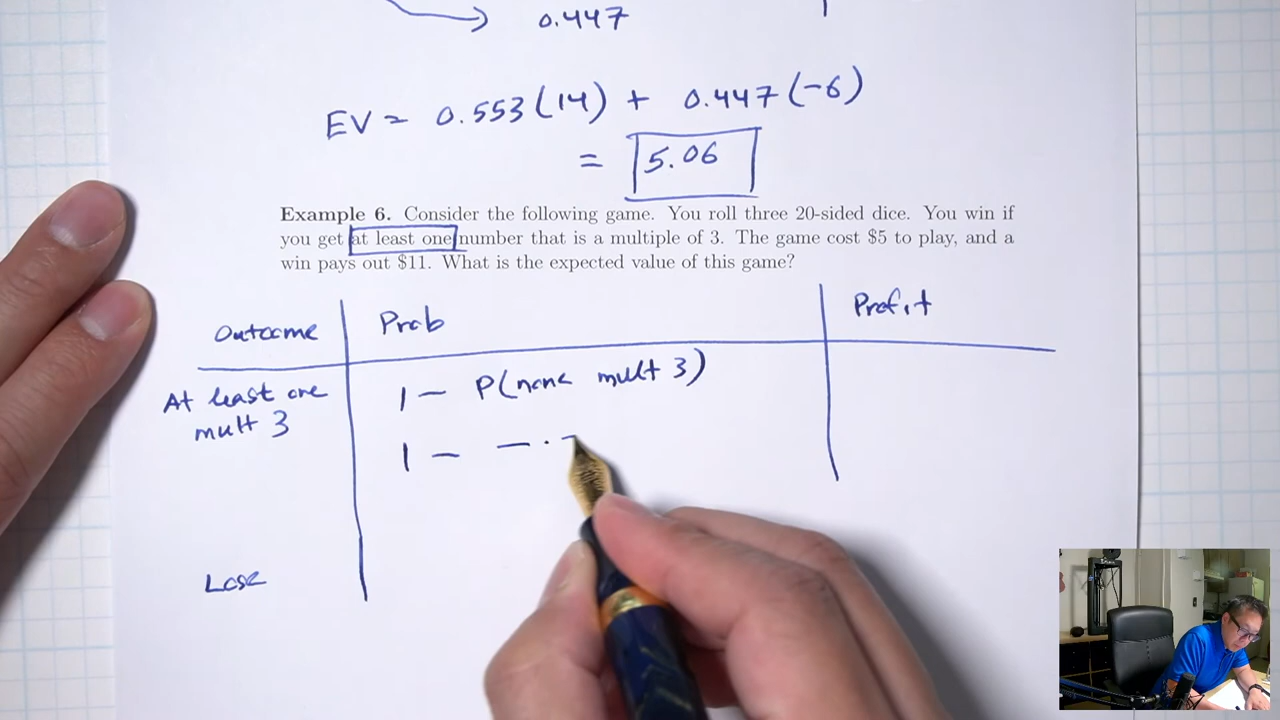 0.447
EV = 0.553(14) + 0.447(-6)
= 5.06
Example 6. Consider the following game. You roll three 20-sided dice. You win if
you get at least one number that is a multiple of 3. The game cost $5 to play, and a
win pays out $11. What is the expected value of this game?
Outcome Prob Profit
At least one
mult 3
1 - P(none mult 3)
1 - — · —
Lose